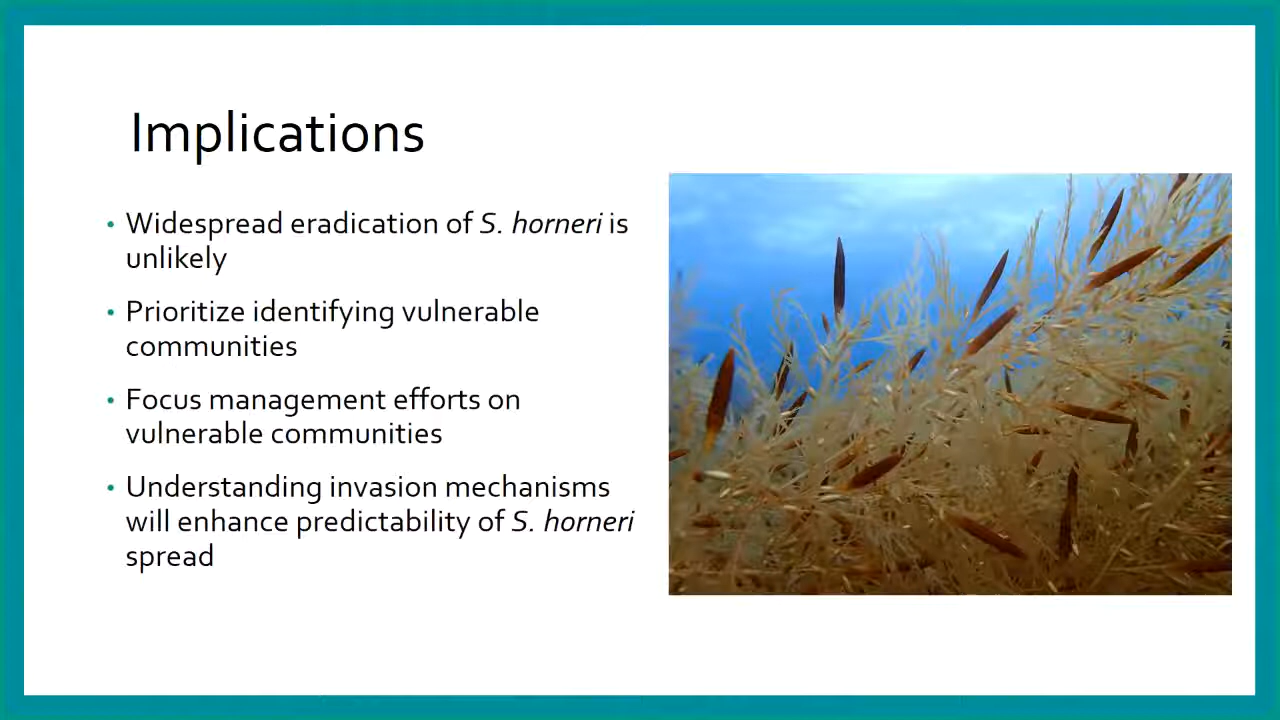 Implications
• Widespread eradication of S. horneri is
unlikely
• Prioritize identifying vulnerable
communities
• Focus management efforts on
vulnerable communities
• Understanding invasion mechanisms
will enhance predictability of S. horneri
spread